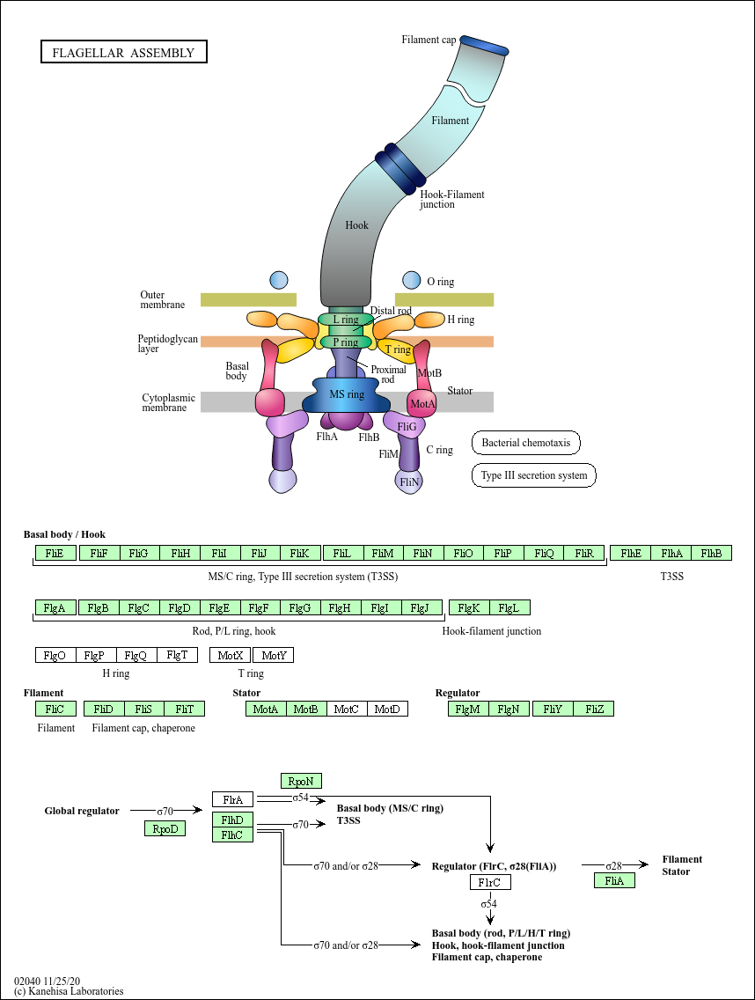 FLAGELLAR ASSEMBLY
Filament cap
Filament
Hook-Filament
junction
Hook
O ring
Outer
membrane
Distal rod
L ring
H ring
Peptidoglycan
layer
P ring
T ring
Basal
body
Proximal
rod
MotB
Stator
Cytoplasmic
membrane
MS ring
MotA
FliG
FlhA
FlhB
FliM
C ring
FliN
Bacterial chemotaxis
Type III secretion system
Basal body / Hook
FliE FliF FliG FliH FliI FliJ FliK FliL FliM FliN FliO FliP FliQ FliR FlhE FlhA FlhB
MS/C ring, Type III secretion system (T3SS) T3SS
FlgA FlgB FlgC FlgD FlgE FlgF FlgG FlgH FlgI FlgJ FlgK FlgL
Rod, P/L ring, hook Hook-filament junction
FlgO FlgP FlgQ FlgT MotX MotY
H ring T ring
Filament Stator Regulator
FliC FliD FliS FliT MotA MotB MotC MotD FlgM FlgN FliY FliZ
Filament Filament cap, chaperone
RpoN
FlrA σ54
Global regulator σ70
Basal body (MS/C ring)
T3SS
FlhD σ70
RpoD
FlhC
Filament
Stator
σ70 and/or σ28 Regulator (FlrC, σ28(FliA)) σ28
FlrC FliA
σ54
Basal body (rod, P/L/H/T ring)
σ70 and/or σ28 Hook, hook-filament junction
Filament cap, chaperone
02040 11/25/20
(c) Kanehisa Laboratories